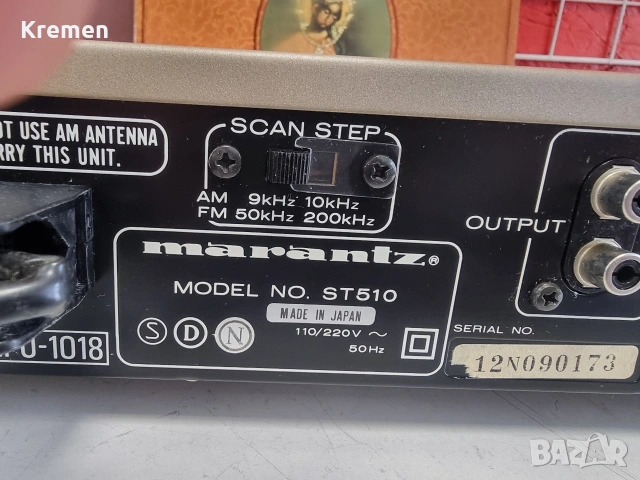 Kremen
OT USE AM ANTENNA
RRY THIS UNIT.
SCAN STEP
AM 9kHz 10kHz
FM 50kHz 200kHz
OUTPUT
marantz®
MODEL NO. ST510
MADE IN JAPAN
110/220V ~
50Hz
S D N
-1018
SERIAL NO.
12N090173
BAZAR